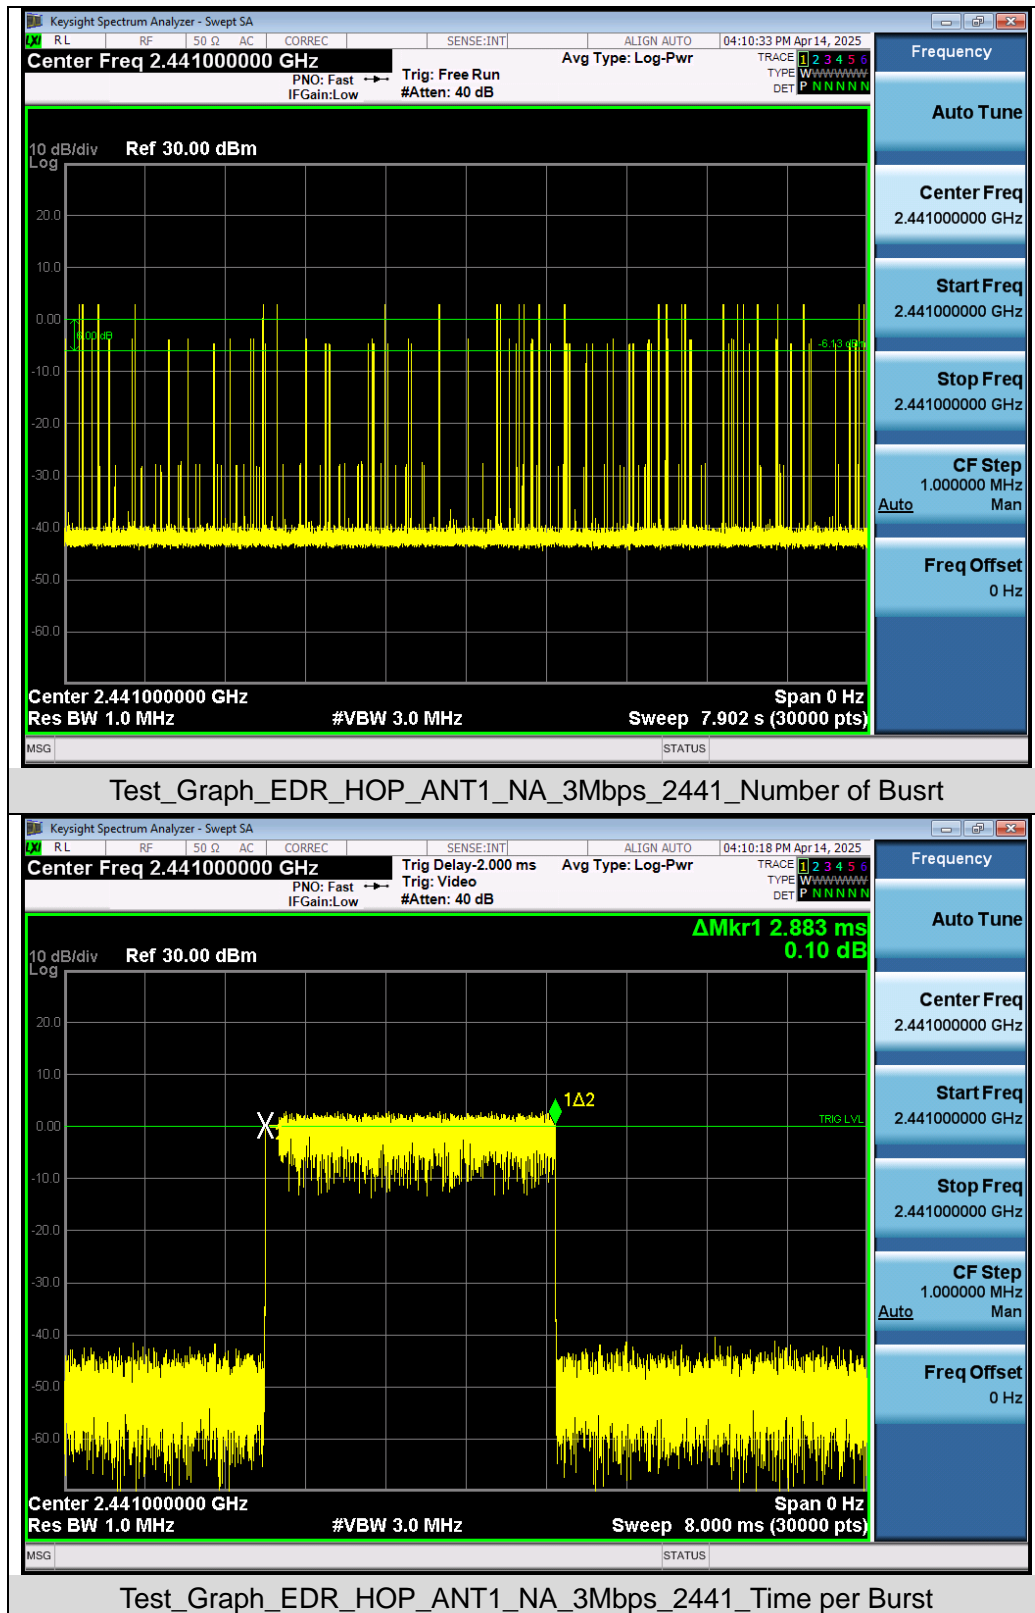 Keysight Spectrum Analyzer - Swept SA
LXI RL RF 50 Ω AC CORREC SENSE:INT ALIGN AUTO 04:10:33 PM Apr 14, 2025
Center Freq 2.441000000 GHz
PNO: Fast
IFGain:Low
Trig: Free Run
#Atten: 40 dB
Avg Type: Log-Pwr
TRACE 1 2 3 4 5 6
TYPE WWWWWW
DET P N N N N N
Frequency
Auto Tune
Center Freq
2.441000000 GHz
Start Freq
2.441000000 GHz
Stop Freq
2.441000000 GHz
CF Step
1.000000 MHz
Auto Man
Freq Offset
0 Hz
10 dB/div Ref 30.00 dBm
Log
20.0
10.0
0.00
6.00 dB
-6.13 dBm
-10.0
-20.0
-30.0
-40.0
-50.0
-60.0
Center 2.441000000 GHz Span 0 Hz
Res BW 1.0 MHz #VBW 3.0 MHz Sweep 7.902 s (30000 pts)
MSG STATUS
Test_Graph_EDR_HOP_ANT1_NA_3Mbps_2441_Number of Busrt
Keysight Spectrum Analyzer - Swept SA
LXI RL RF 50 Ω AC CORREC SENSE:INT ALIGN AUTO 04:10:18 PM Apr 14, 2025
Center Freq 2.441000000 GHz
PNO: Fast
IFGain:Low
Trig Delay-2.000 ms
Trig: Video
#Atten: 40 dB
Avg Type: Log-Pwr
TRACE 1 2 3 4 5 6
TYPE WWWWWW
DET P N N N N N
Frequency
Auto Tune
Center Freq
2.441000000 GHz
Start Freq
2.441000000 GHz
Stop Freq
2.441000000 GHz
CF Step
1.000000 MHz
Auto Man
Freq Offset
0 Hz
ΔMkr1 2.883 ms
0.10 dB
10 dB/div Ref 30.00 dBm
Log
20.0
10.0
1Δ2
TRIG LVL
0.00
-10.0
-20.0
-30.0
-40.0
-50.0
-60.0
Center 2.441000000 GHz Span 0 Hz
Res BW 1.0 MHz #VBW 3.0 MHz Sweep 8.000 ms (30000 pts)
MSG STATUS
Test_Graph_EDR_HOP_ANT1_NA_3Mbps_2441_Time per Burst